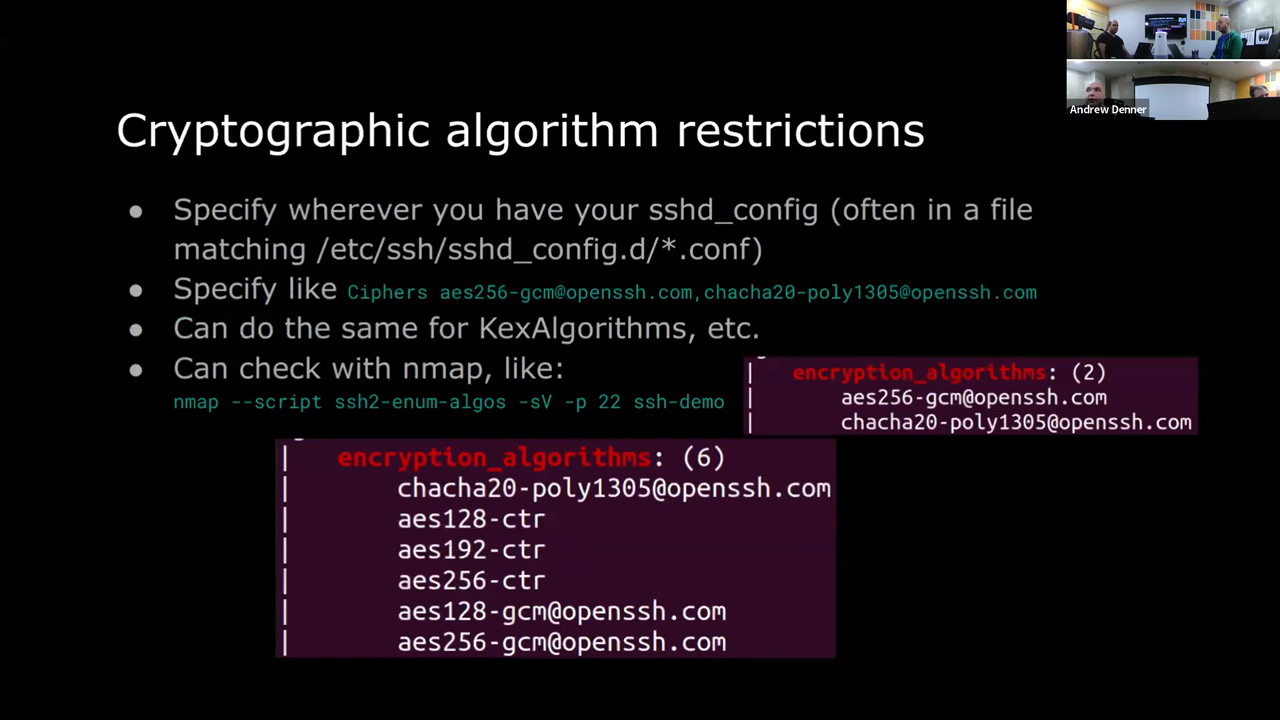 Andrew Denner
Cryptographic algorithm restrictions
● Specify wherever you have your sshd_config (often in a file
matching /etc/ssh/sshd_config.d/*.conf)
● Specify like Ciphers aes256-gcm@openssh.com,chacha20-poly1305@openssh.com
● Can do the same for KexAlgorithms, etc.
● Can check with nmap, like:
nmap --script ssh2-enum-algos -sV -p 22 ssh-demo
| encryption_algorithms: (2)
| aes256-gcm@openssh.com
| chacha20-poly1305@openssh.com
| encryption_algorithms: (6)
| chacha20-poly1305@openssh.com
| aes128-ctr
| aes192-ctr
| aes256-ctr
| aes128-gcm@openssh.com
| aes256-gcm@openssh.com